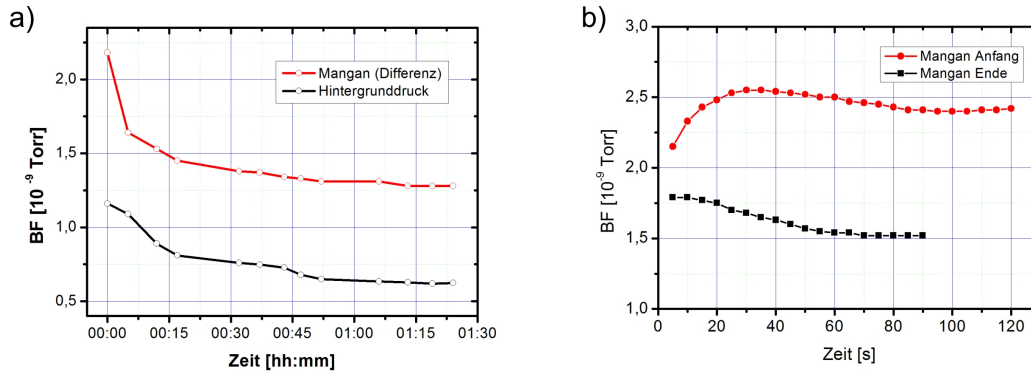 a)
BF [10⁻⁹ Torr]
2,0
1,5
1,0
0,5
Mangan (Differenz)
Hintergrunddruck
00:00 00:15 00:30 00:45 01:00 01:15 01:30
Zeit [hh:mm]
b)
BF [10⁻⁹ Torr]
3,0
2.5
2.0
1.5
1,0
Mangan Anfang
Mangan Ende
0 20 40 60 80 100 120
Zeit [s]